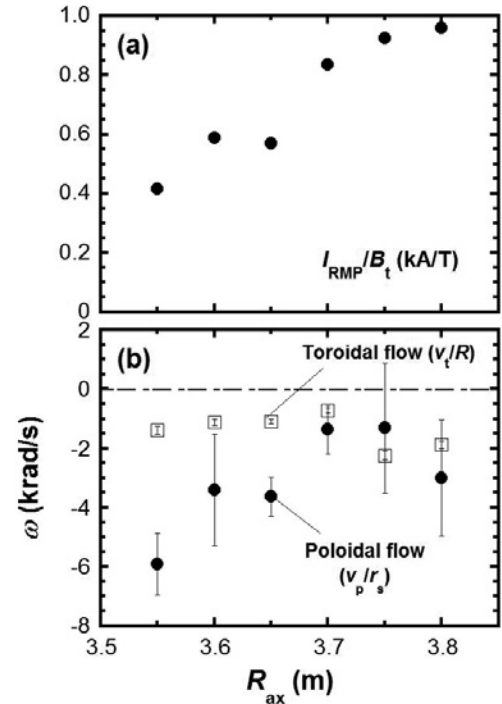 (a)
1.0
0.8
0.6
0.4
0.2
0
I_RMP/B_t (kA/T)
(b)
2
0
-2
-4
-6
-8
ω (krad/s)
Toroidal flow (v_t/R)
Poloidal flow
(v_p/r_s)
3.5 3.6 3.7 3.8
R_ax (m)